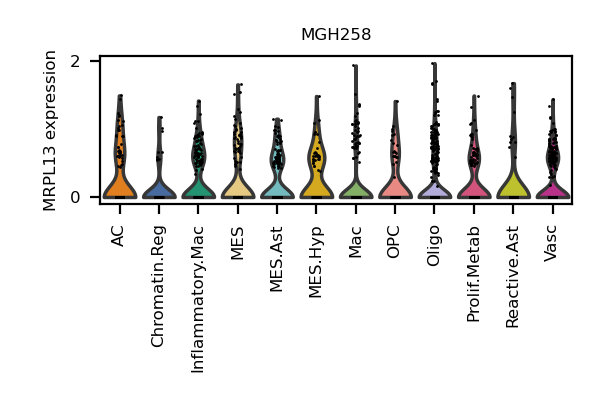 MGH258
MRPL13 expression
2
0
AC
Chromatin.Reg
Inflammatory.Mac
MES
MES.Ast
MES.Hyp
Mac
OPC
Oligo
Prolif.Metab
Reactive.Ast
Vasc